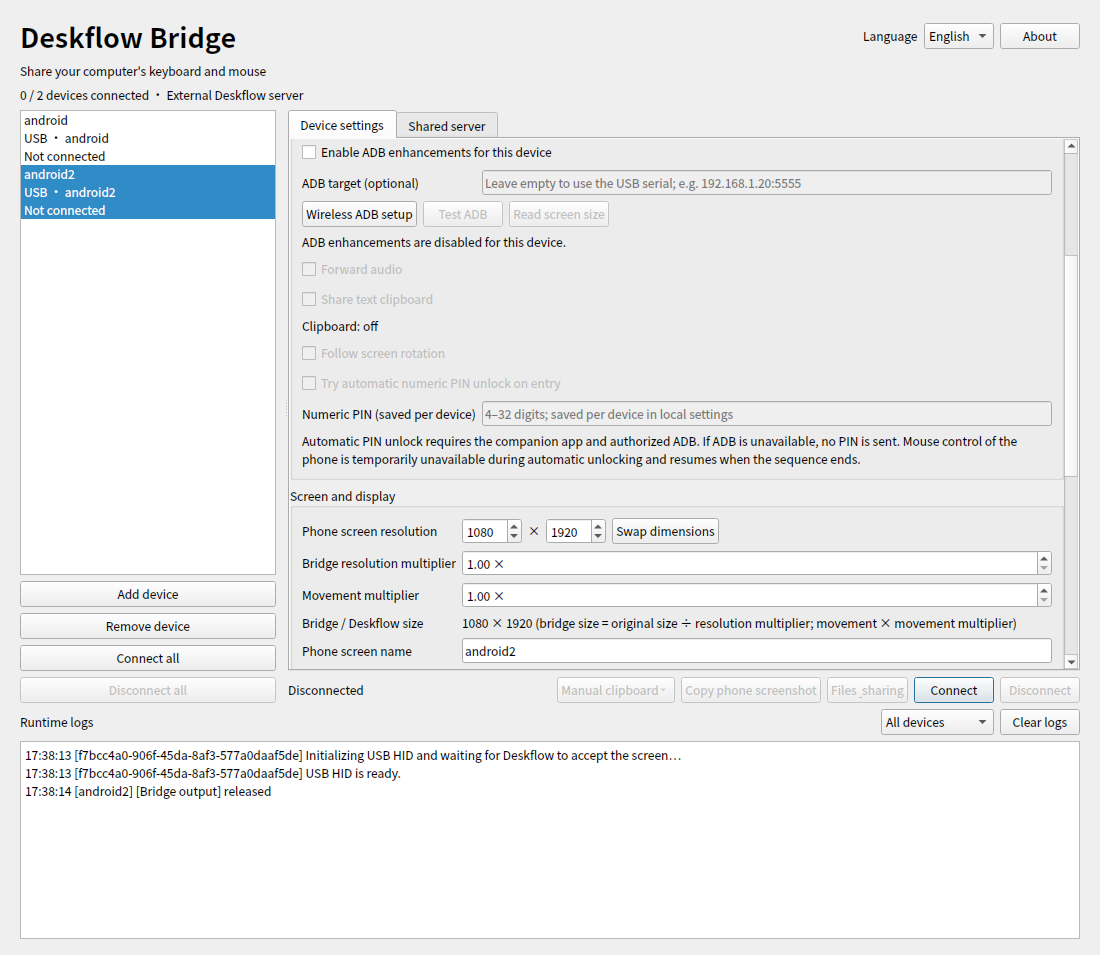 Deskflow Bridge
Language English About
Share your computer's keyboard and mouse
0 / 2 devices connected • External Deskflow server
android
USB • android
Not connected
android2
USB • android2
Not connected
Add device
Remove device
Connect all
Disconnect all
Device settings Shared server
Enable ADB enhancements for this device
ADB target (optional) Leave empty to use the USB serial; e.g. 192.168.1.20:5555
Wireless ADB setup Test ADB Read screen size
ADB enhancements are disabled for this device.
Forward audio
Share text clipboard
Clipboard: off
Follow screen rotation
Try automatic numeric PIN unlock on entry
Numeric PIN (saved per device) 4–32 digits; saved per device in local settings
Automatic PIN unlock requires the companion app and authorized ADB. If ADB is unavailable, no PIN is sent. Mouse control of the
phone is temporarily unavailable during automatic unlocking and resumes when the sequence ends.
Screen and display
Phone screen resolution 1080 × 1920 Swap dimensions
Bridge resolution multiplier 1.00 ×
Movement multiplier 1.00 ×
Bridge / Deskflow size 1080 × 1920 (bridge size = original size ÷ resolution multiplier; movement × movement multiplier)
Phone screen name android2
Disconnected Manual clipboard Copy phone screenshot Files_sharing Connect Disconnect
Runtime logs All devices Clear logs
17:38:13 [f7bcc4a0-906f-45da-8af3-577a0daaf5de] Initializing USB HID and waiting for Deskflow to accept the screen…
17:38:13 [f7bcc4a0-906f-45da-8af3-577a0daaf5de] USB HID is ready.
17:38:14 [android2] [Bridge output] released